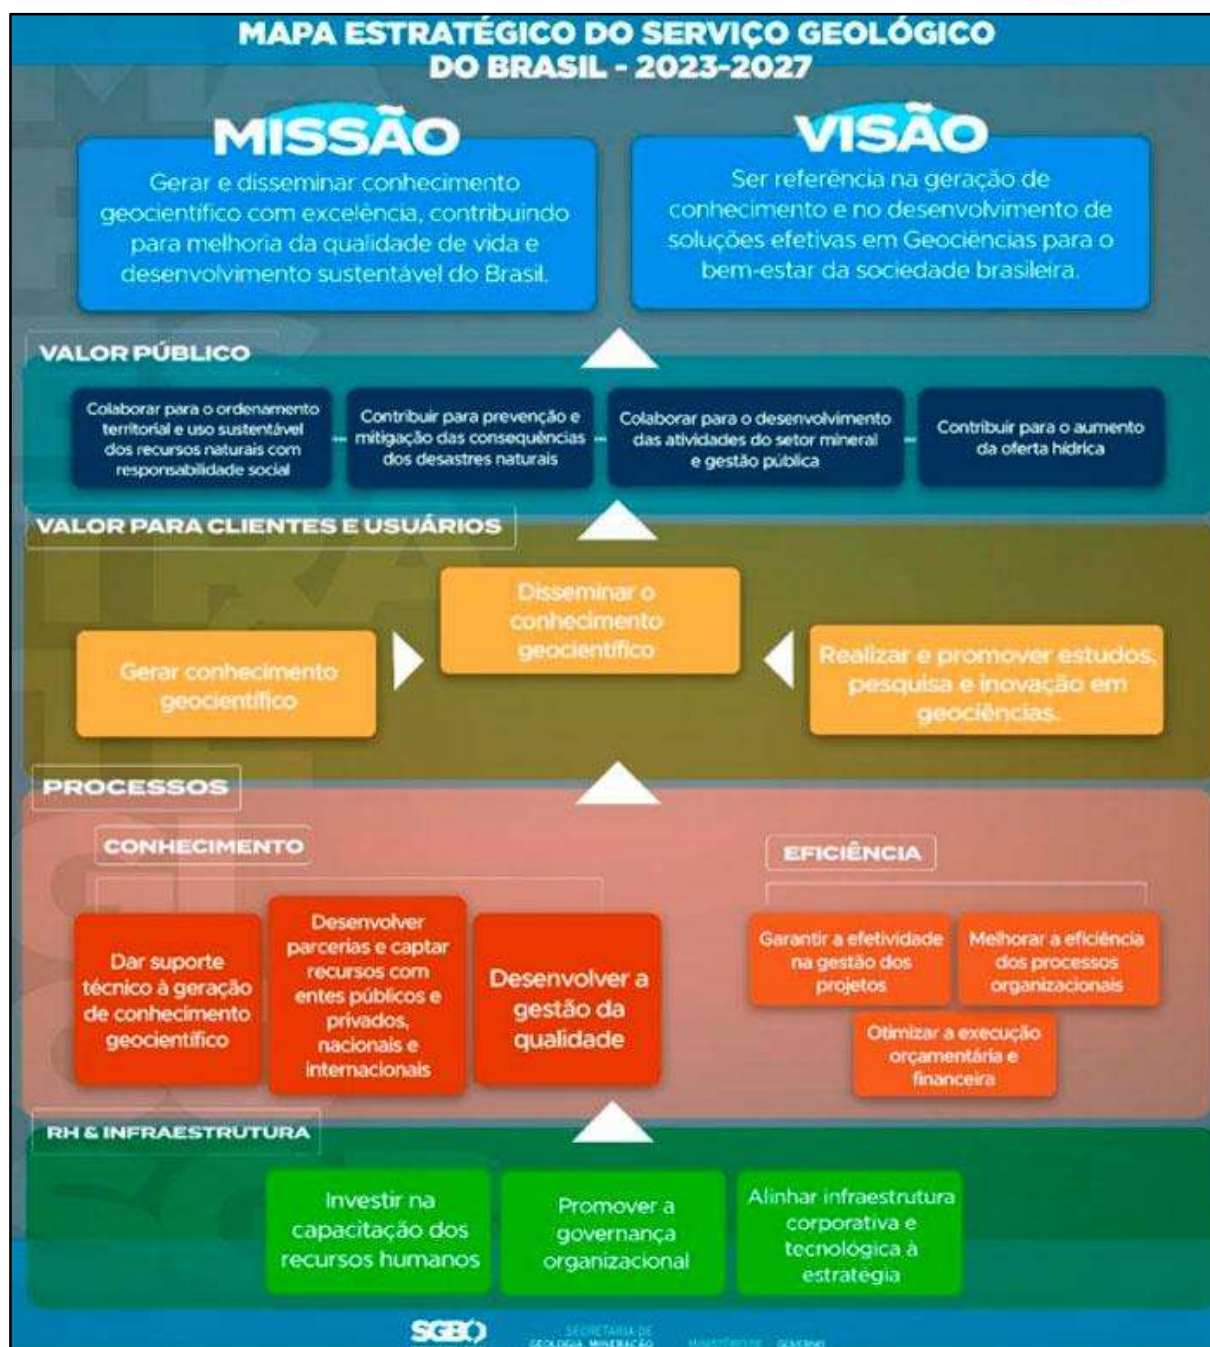 MAPA ESTRATÉGICO DO SERVIÇO GEOLÓGICO
DO BRASIL - 2023-2027
MISSÃO
Gerar e disseminar conhecimento
geocientífico com excelência, contribuindo
para melhoria da qualidade de vida e
desenvolvimento sustentável do Brasil.
VISÃO
Ser referência na geração de
conhecimento e no desenvolvimento de
soluções efetivas em Geociências para o
bem-estar da sociedade brasileira.
VALOR PÚBLICO
Colaborar para o ordenamento
territorial e uso sustentável
dos recursos naturais com
responsabilidade social
Contribuir para prevenção e
mitigação das consequências
dos desastres naturais
Colaborar para o desenvolvimento
das atividades do setor mineral
e gestão pública
Contribuir para o aumento
da oferta hídrica
VALOR PARA CLIENTES E USUÁRIOS
Gerar conhecimento
geocientífico
Disseminar o
conhecimento
geocientífico
Realizar e promover estudos,
pesquisa e inovação em
geociências.
PROCESSOS
CONHECIMENTO
Dar suporte
técnico à geração
de conhecimento
geocientífico
Desenvolver
parcerias e captar
recursos com
entes públicos e
privados,
nacionais e
internacionais
Desenvolver a
gestão da
qualidade
EFICIÊNCIA
Garantir a efetividade
na gestão dos
projetos
Melhorar a eficiência
dos processos
organizacionais
Otimizar a execução
orçamentária e
financeira
RH & INFRAESTRUTURA
Investir na
capacitação dos
recursos humanos
Promover a
governança
organizacional
Alinhar infraestrutura
corporativa e
tecnológica à
estratégia
SGB
SECRETARIA DE
GEOLOGIA, MINERAÇÃO
MINISTÉRIO DE
GOVERNO